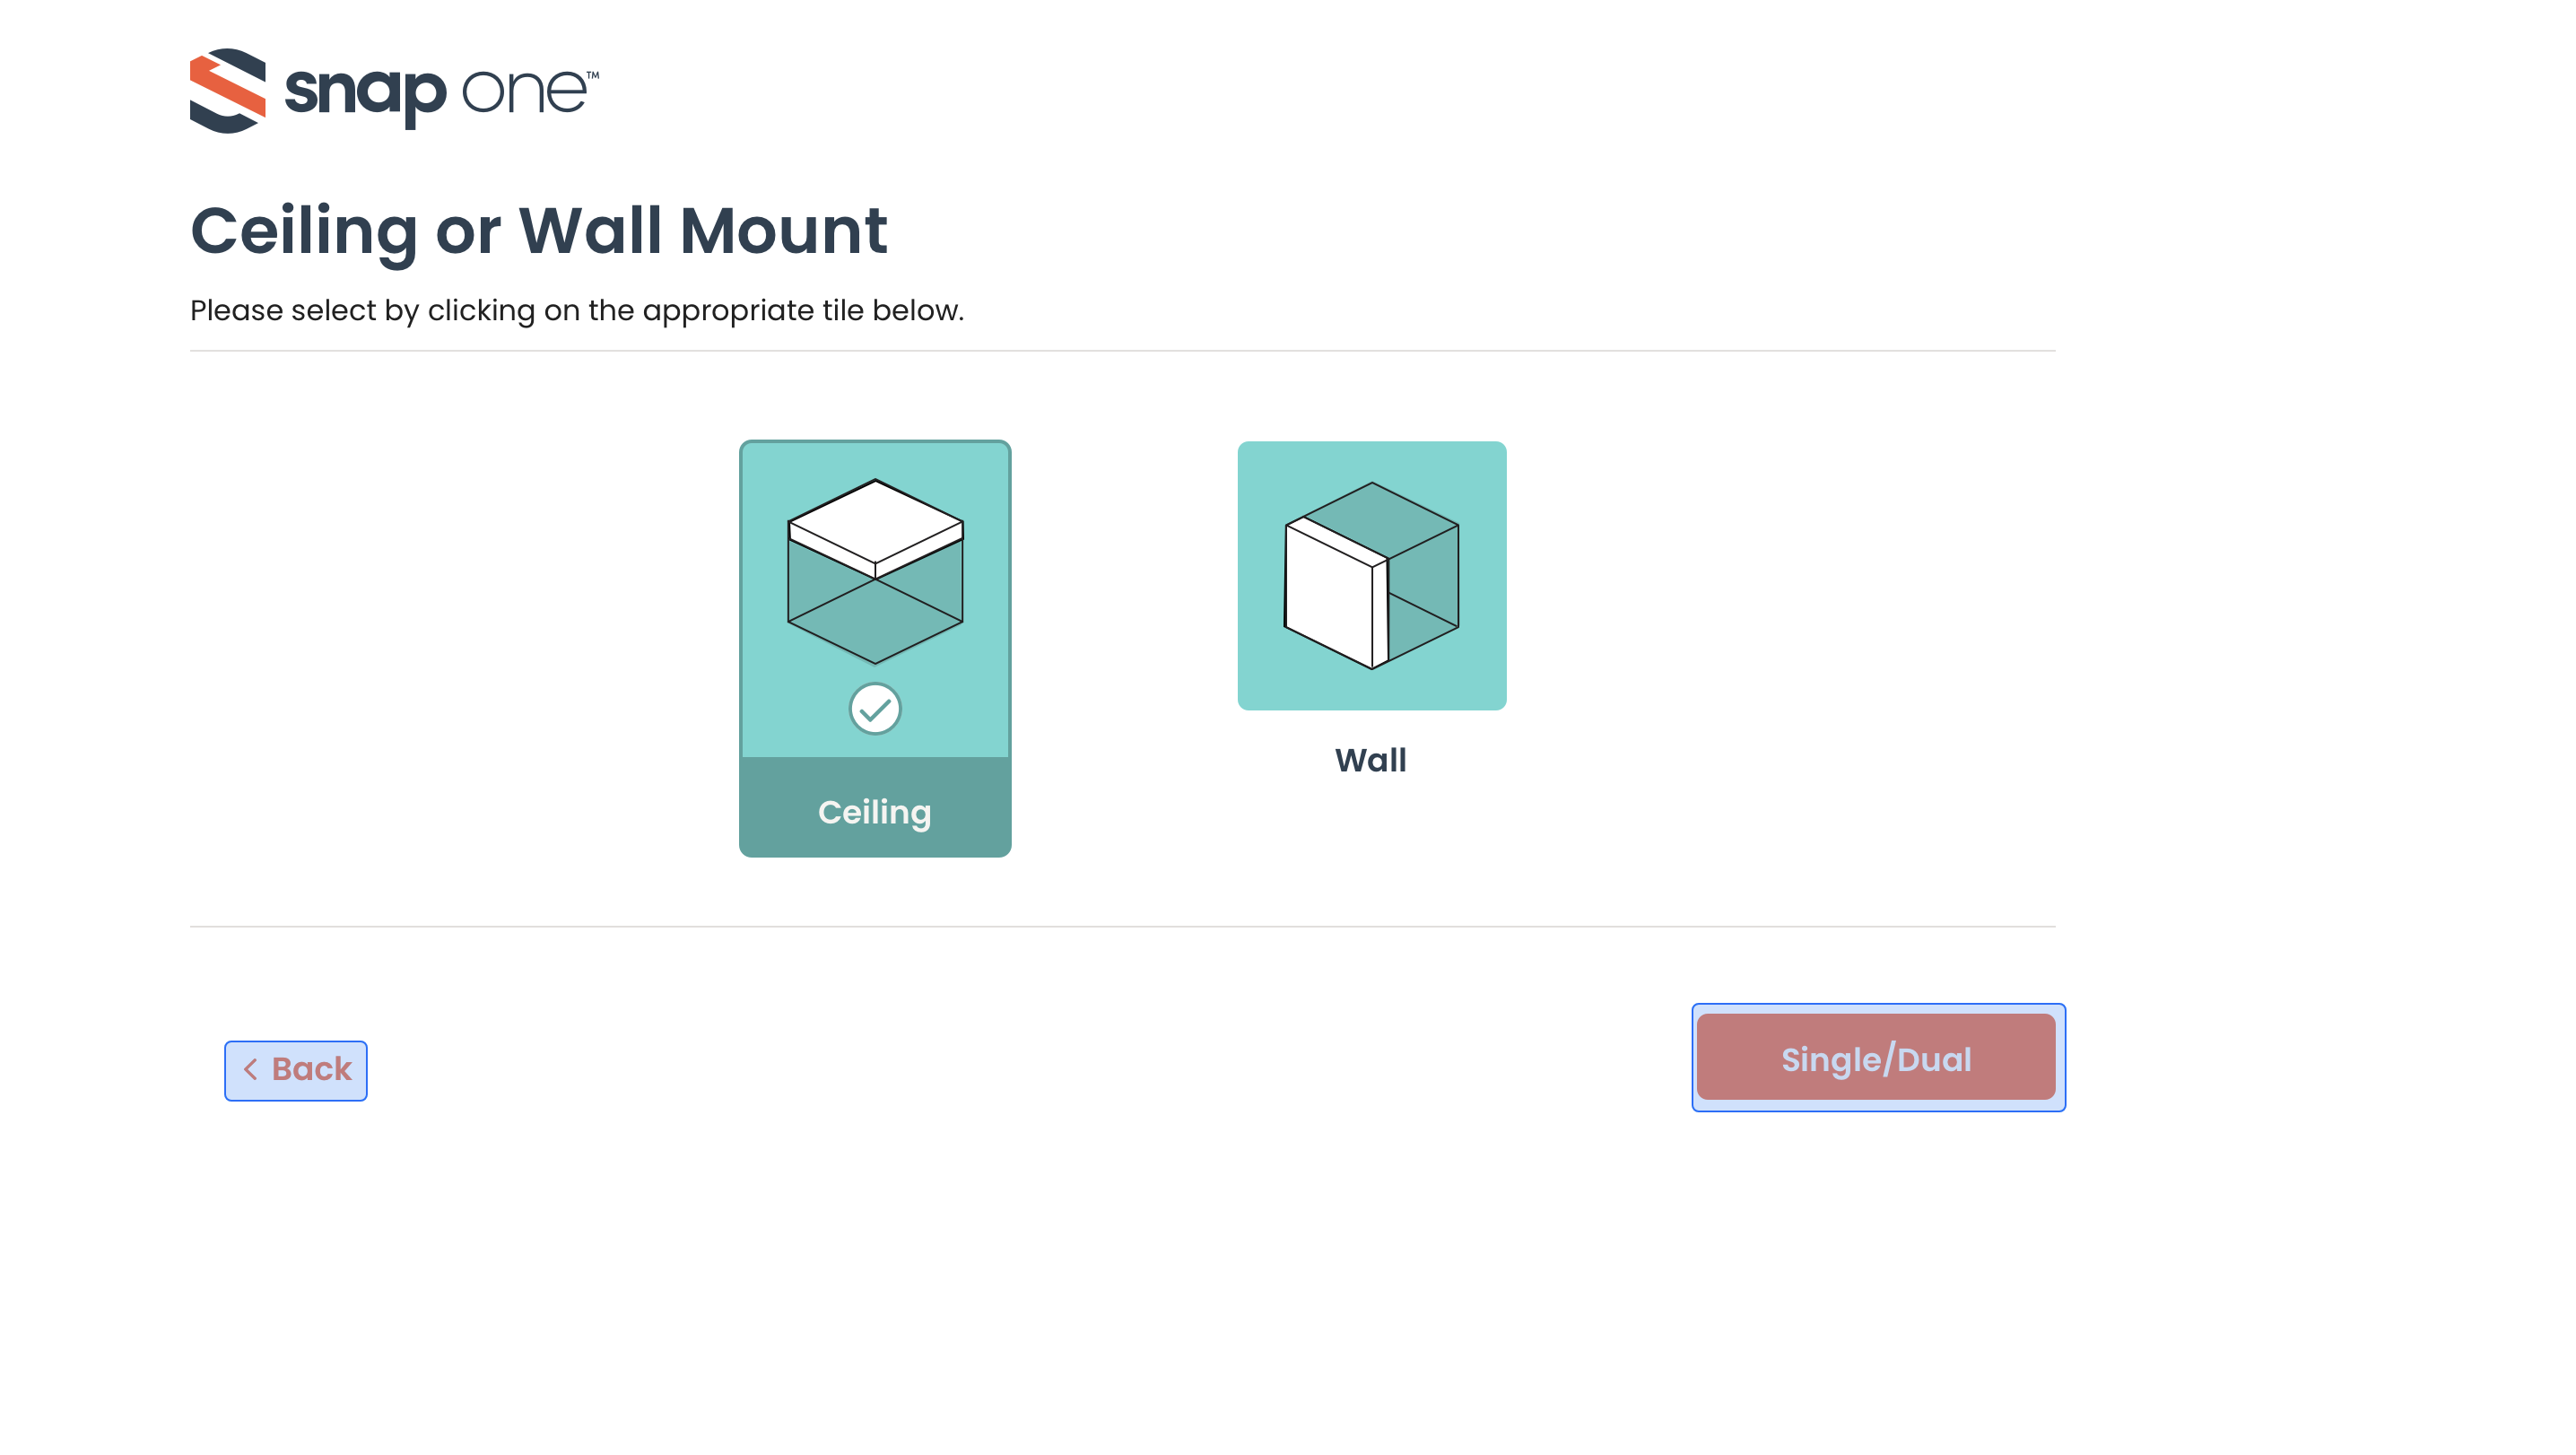 snap one™
Ceiling or Wall Mount
Please select by clicking on the appropriate tile below.
Ceiling
Wall
Back
Single/Dual